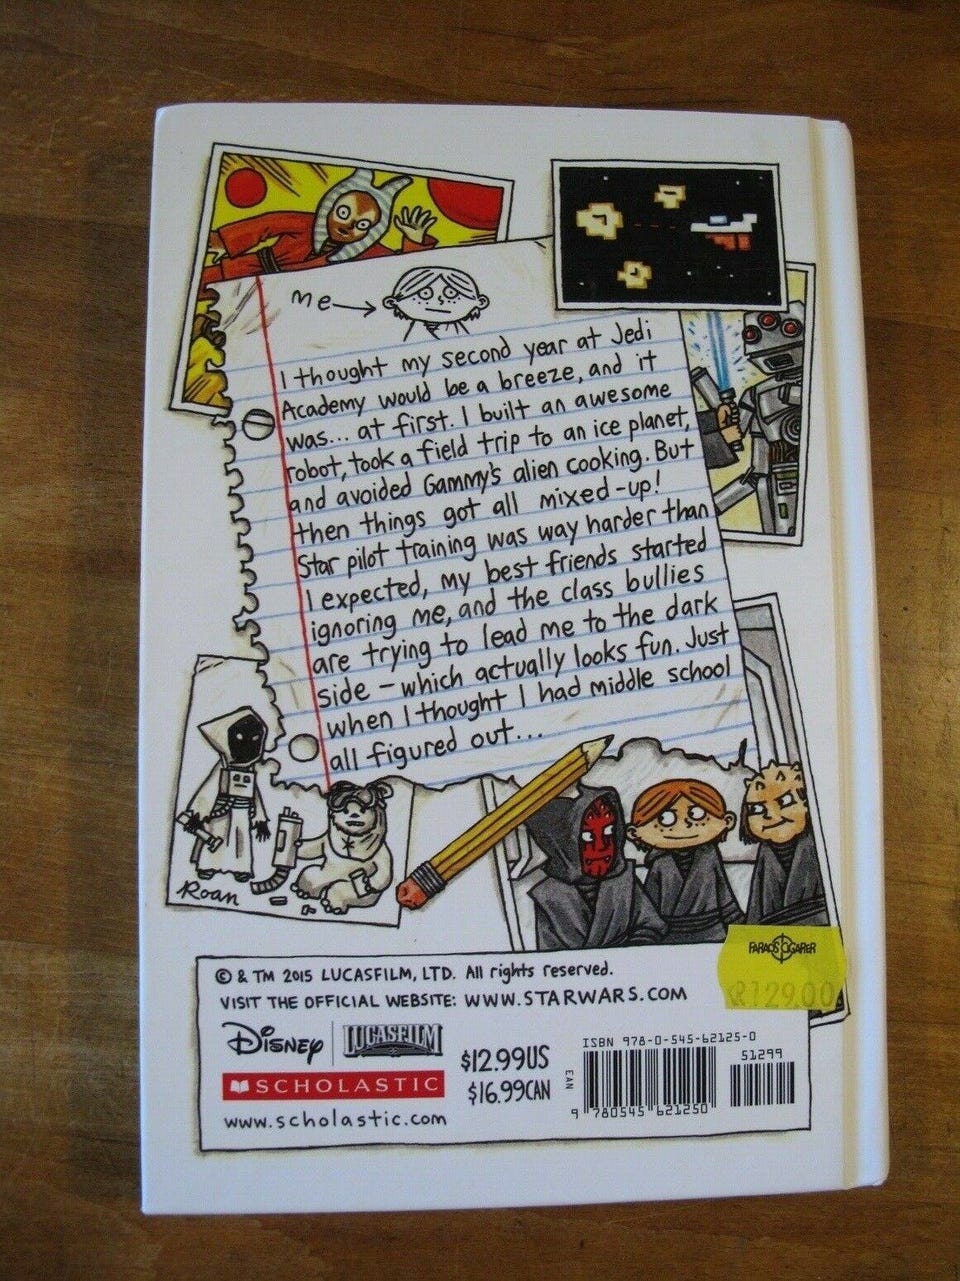 me
I thought my second year at Jedi
Academy would be a breeze, and it
was... at first. I built an awesome
robot, took a field trip to an ice planet,
and avoided Gammy's alien cooking. But
then things got all mixed-up!
Star pilot training was way harder than
I expected, my best friends started
ignoring me, and the class bullies
are trying to lead me to the dark
side - which actually looks fun. Just
when I thought I had middle school
all figured out...
Roan
FARAOS CIGARER
129.00
© & TM 2015 LUCASFILM, LTD. All rights reserved.
VISIT THE OFFICIAL WEBSITE: WWW.STARWARS.COM
Disney
LUCASFILM
SCHOLASTIC
www.scholastic.com
$12.99US
$16.99CAN
ISBN 978-0-545-62125-0
51299
EAN
9 780545 621250